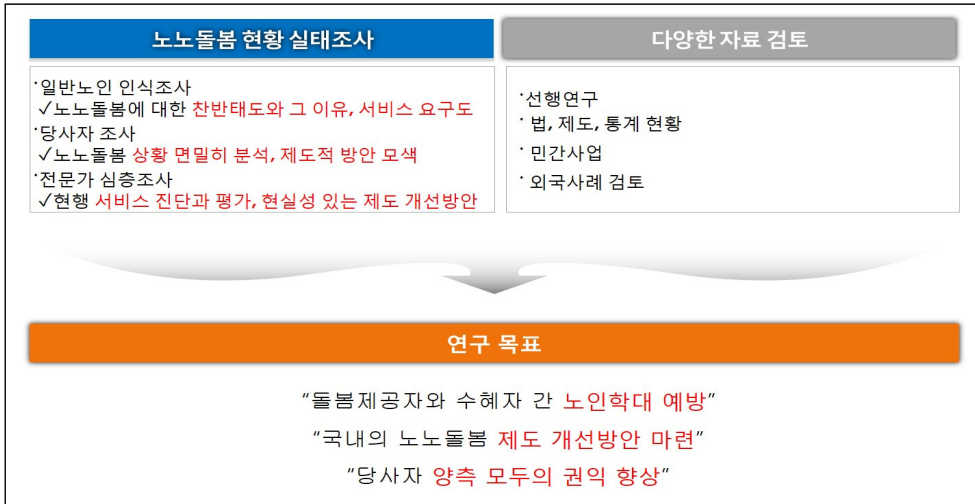 노노돌봄 현황 실태조사
˙일반노인 인식조사
✓노노돌봄에 대한 찬반태도와 그 이유, 서비스 요구도
˙당사자 조사
✓노노돌봄 상황 면밀히 분석, 제도적 방안 모색
˙전문가 심층조사
✓현행 서비스 진단과 평가, 현실성 있는 제도 개선방안
다양한 자료 검토
˙선행연구
˙ 법, 제도, 통계 현황
˙ 민간사업
˙ 외국사례 검토
연구 목표
"돌봄제공자와 수혜자 간 노인학대 예방"
"국내의 노노돌봄 제도 개선방안 마련"
"당사자 양측 모두의 권익 향상"